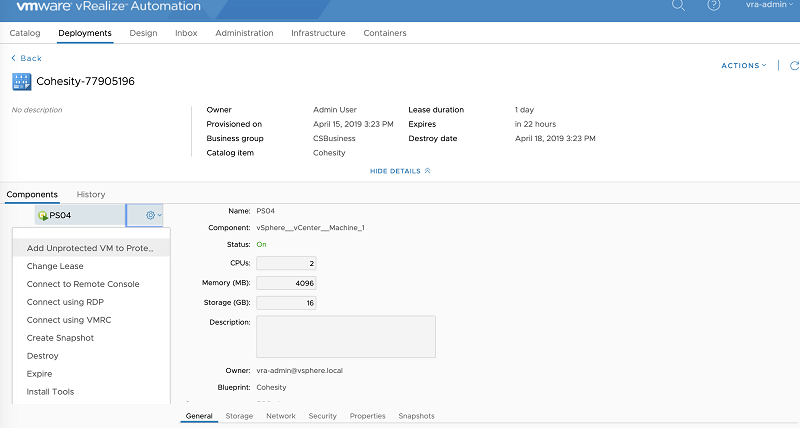 vmware vRealize Automation
vra-admin
Catalog Deployments Design Inbox Administration Infrastructure Containers
Back
ACTIONS
Cohesity-77905196
No description
Owner Admin User Lease duration 1 day
Provisioned on April 15, 2019 3:23 PM Expires in 22 hours
Business group CSBusiness Destroy date April 18, 2019 3:23 PM
Catalog item Cohesity
HIDE DETAILS
Components History
PS04
Add Unprotected VM to Prote...
Change Lease
Connect to Remote Console
Connect using RDP
Connect using VMRC
Create Snapshot
Destroy
Expire
Install Tools
Name: PS04
Component: vSphere__vCenter__Machine_1
Status: On
CPUs: 2
Memory (MB): 4096
Storage (GB): 16
Description:
Owner: vra-admin@vsphere.local
Blueprint: Cohesity
General Storage Network Security Properties Snapshots